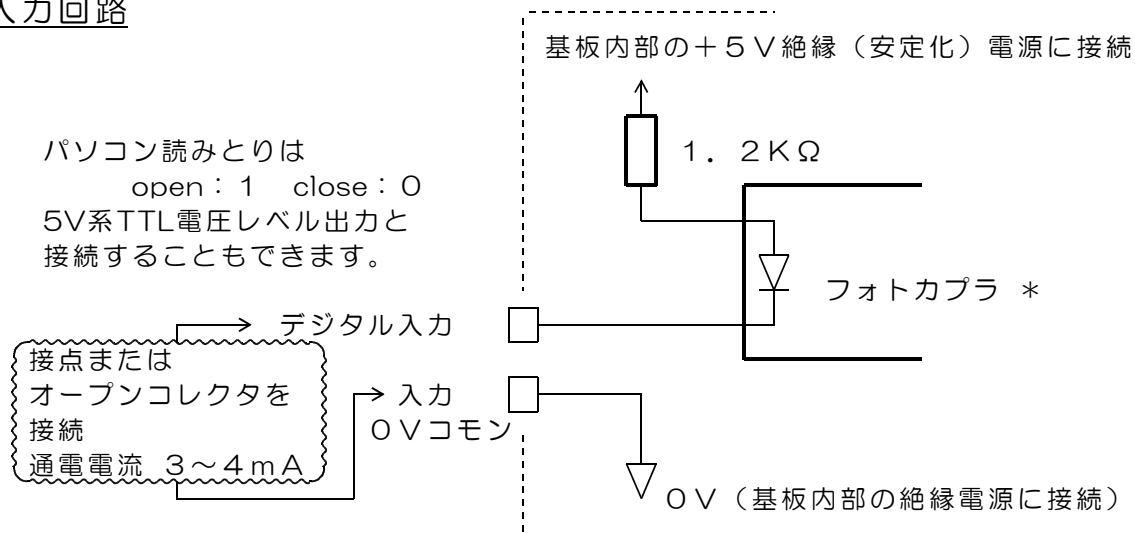 入力回路
基板内部の＋５Ｖ絶縁（安定化）電源に接続
１．２ＫΩ
パソコン読みとりは
open：1　close：0
5V系TTL電圧レベル出力と
接続することもできます。
フォトカプラ ＊
デジタル入力
接点または
オープンコレクタを
接続
通電電流 ３～４ｍＡ
入力
０Ｖコモン
０Ｖ（基板内部の絶縁電源に接続）